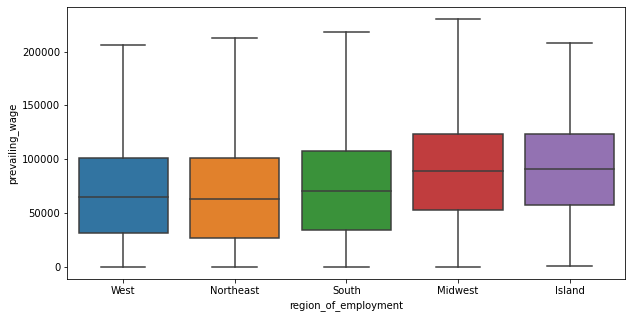 prevailing_wage
200000
150000
100000
50000
0
West Northeast South Midwest Island
region_of_employment